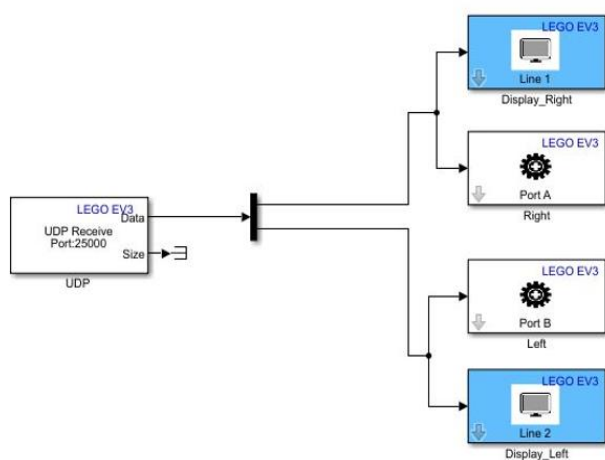 LEGO EV3
Line 1
Display_Right
LEGO EV3
Port A
Right
LEGO EV3
Data
UDP Receive
Port:25000
Size
UDP
LEGO EV3
Port B
Left
LEGO EV3
Line 2
Display_Left